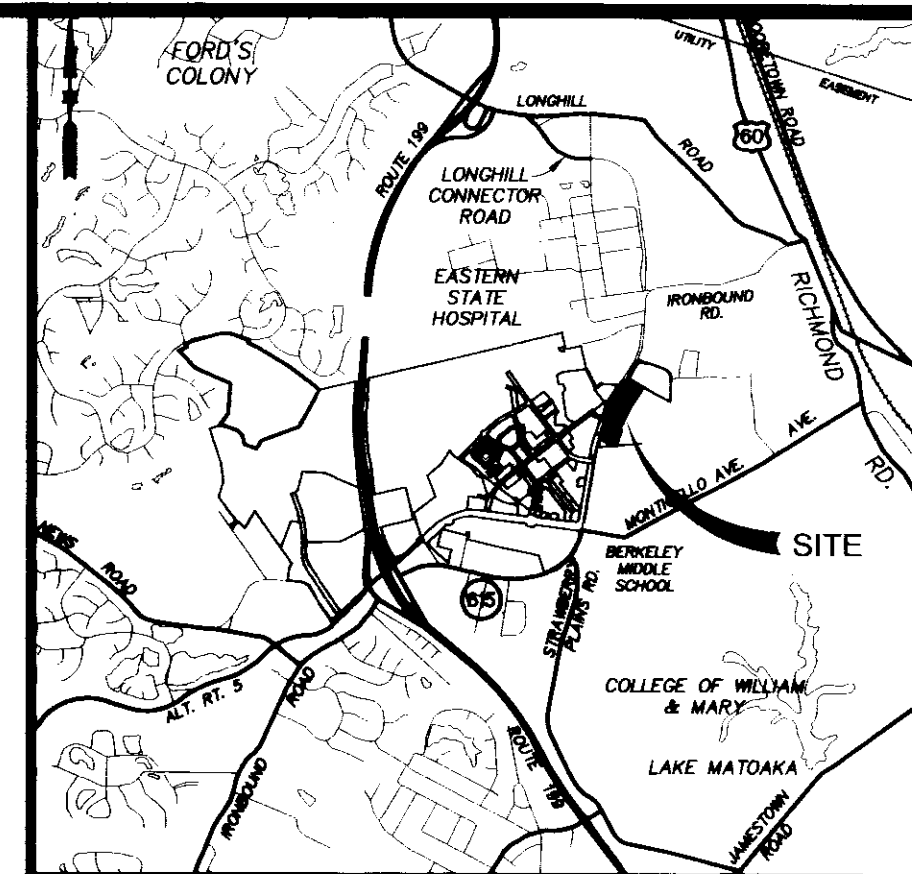 FORD'S
COLONY
UTILITY
EASEMENT
MOORETOWN ROAD
60
LONGHILL
ROAD
ROUTE 199
LONGHILL
CONNECTOR
ROAD
EASTERN
STATE
HOSPITAL
IRONBOUND
RD.
RICHMOND
RD.
MONTICELLO AVE.
AVE.
SITE
NEWS
ROAD
BERKELEY
MIDDLE
SCHOOL
615
STRAWBERRY
PLAINS RD.
ALT. RT. 5
IRONBOUND
ROAD
COLLEGE OF WILLIAM
& MARY
LAKE MATOAKA
ROUTE 199
JAMESTOWN
ROAD